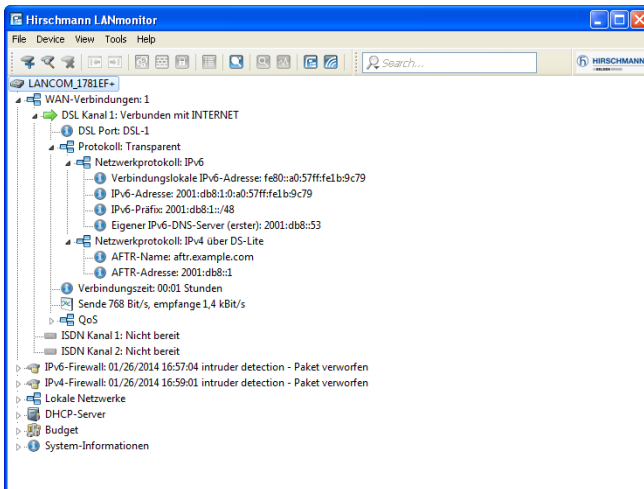 Hirschmann LANmonitor
File Device View Tools Help
Search...
HIRSCHMANN
LANCOM_1781EF+
WAN-Verbindungen: 1
DSL Kanal 1: Verbunden mit INTERNET
DSL Port: DSL-1
Protokoll: Transparent
Netzwerkprotokoll: IPv6
Verbindungslokale IPv6-Adresse: fe80::a0:57ff:fe1b:9c79
IPv6-Adresse: 2001:db8:1:0:a0:57ff:fe1b:9c79
IPv6-Präfix: 2001:db8:1::/48
Eigener IPv6-DNS-Server (erster): 2001:db8::53
Netzwerkprotokoll: IPv4 über DS-Lite
AFTR-Name: aftr.example.com
AFTR-Adresse: 2001:db8::1
Verbindungszeit: 00:01 Stunden
Sende 768 Bit/s, empfange 1,4 kBit/s
QoS
ISDN Kanal 1: Nicht bereit
ISDN Kanal 2: Nicht bereit
IPv6-Firewall: 01/26/2014 16:57:04 intruder detection - Paket verworfen
IPv4-Firewall: 01/26/2014 16:59:01 intruder detection - Paket verworfen
Lokale Netzwerke
DHCP-Server
Budget
System-Informationen